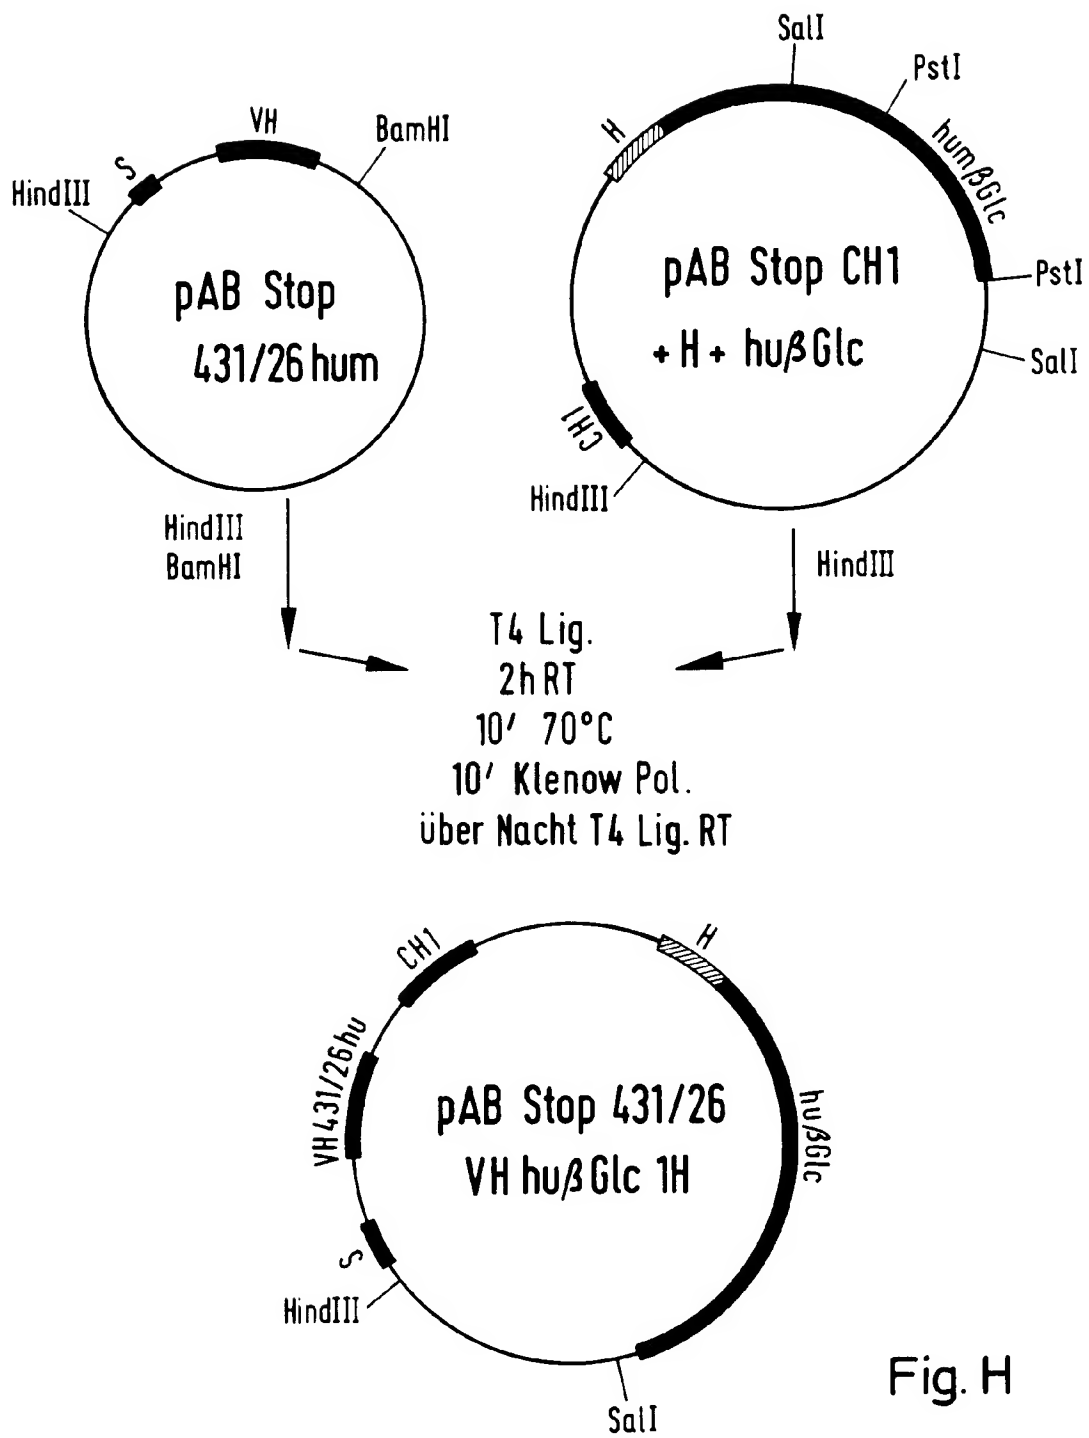 VH
BamHI
S
HindIII
pAB Stop
431/26 hum
SalI
PstI
H
humβGlc
PstI
SalI
pAB Stop CH1
+ H + huβGlc
CH1
HindIII
HindIII
BamHI
HindIII
T4 Lig.
2h RT
10′ 70°C
10′ Klenow Pol.
über Nacht T4 Lig. RT
CH1
H
VH431/26hu
huβGlc
pAB Stop 431/26
VH huβGlc 1H
S
HindIII
SalI
Fig. H